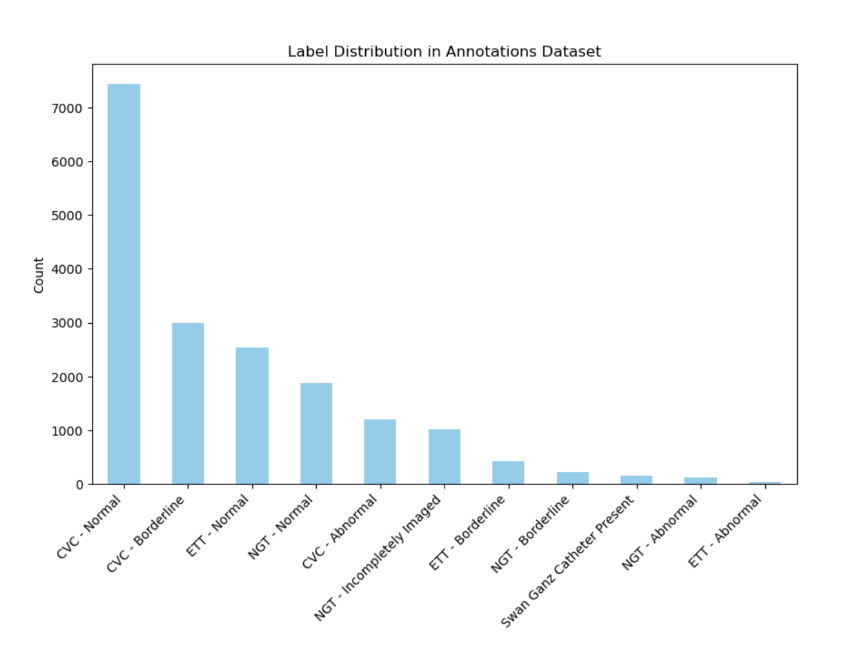 Label Distribution in Annotations Dataset
Count
7000
6000
5000
4000
3000
2000
1000
0
CVC - Normal
CVC - Borderline
ETT - Normal
NGT - Normal
CVC - Abnormal
NGT - Incompletely Imaged
ETT - Borderline
NGT - Borderline
Swan Ganz Catheter Present
NGT - Abnormal
ETT - Abnormal